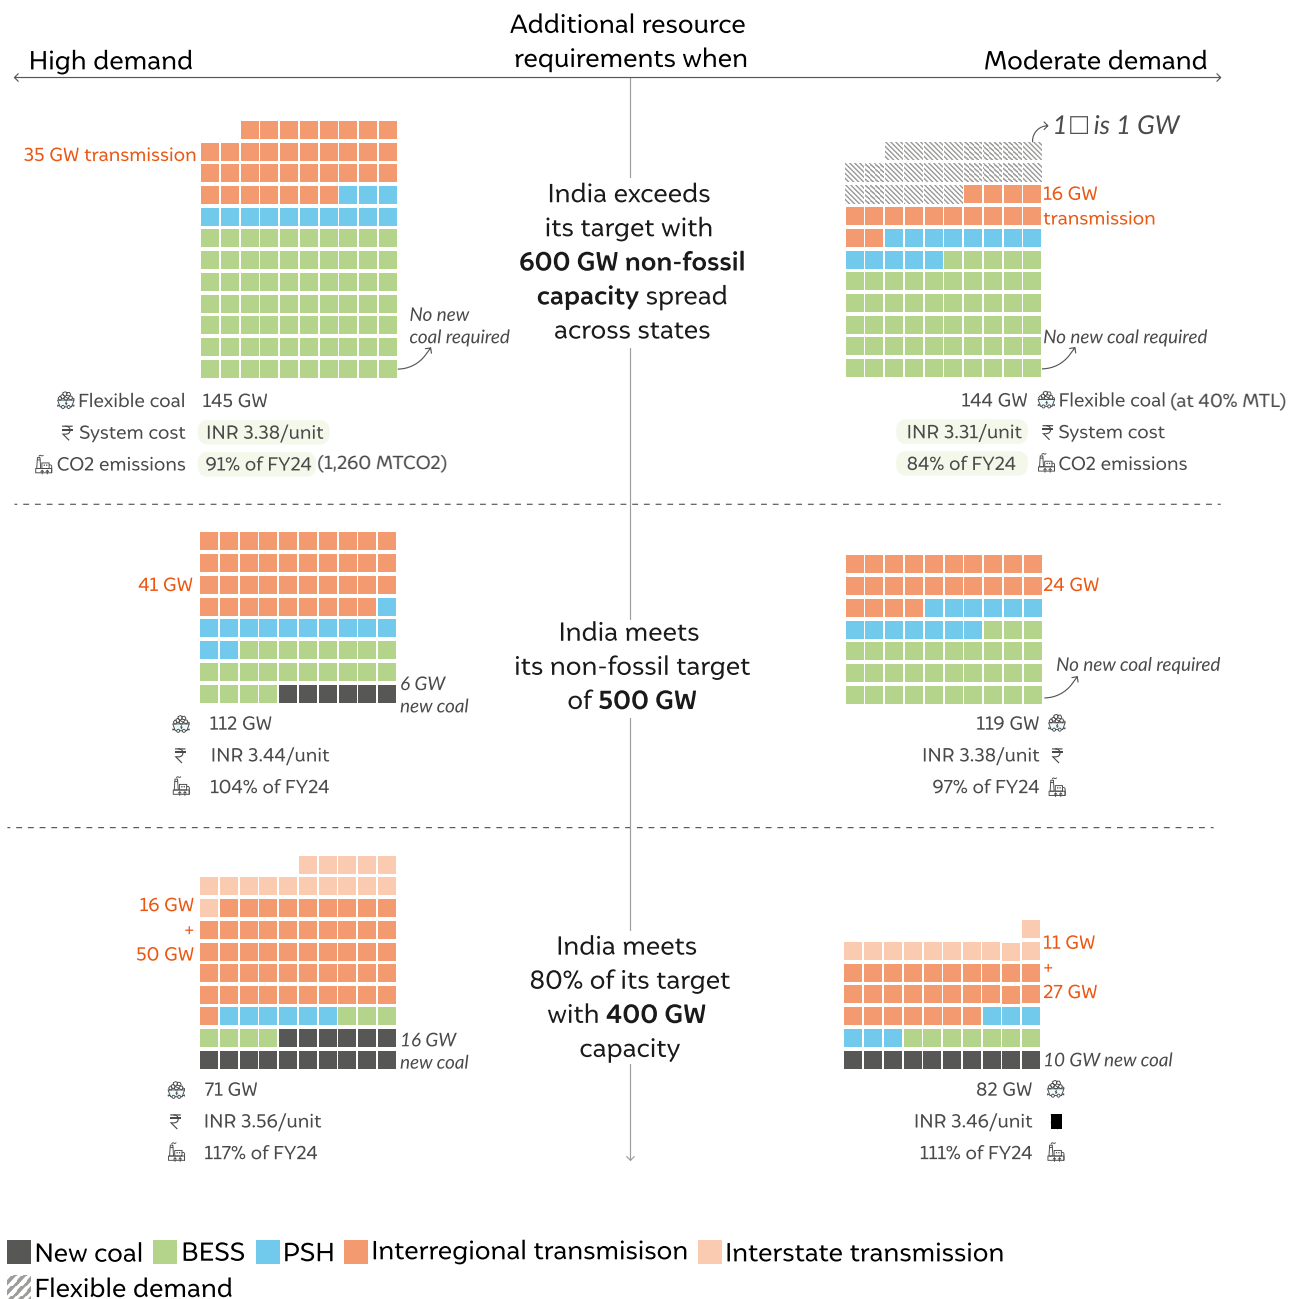 Additional resource
requirements when
High demand
Moderate demand
1□ is 1 GW
35 GW transmission
16 GW
transmission
India exceeds
its target with
600 GW non-fossil
capacity spread
across states
No new
coal required
No new coal required
Flexible coal 145 GW
₹ System cost INR 3.38/unit
CO2 emissions 91% of FY24 (1,260 MTCO2)
144 GW Flexible coal (at 40% MTL)
INR 3.31/unit ₹ System cost
84% of FY24 CO2 emissions
41 GW
24 GW
India meets
its non-fossil target
of 500 GW
6 GW
new coal
No new coal required
112 GW
₹ INR 3.44/unit
104% of FY24
119 GW
INR 3.38/unit ₹
97% of FY24
16 GW
+
50 GW
11 GW
+
27 GW
India meets
80% of its target
with 400 GW
capacity
16 GW
new coal
10 GW new coal
71 GW
₹ INR 3.56/unit
117% of FY24
82 GW
INR 3.46/unit
111% of FY24
New coal BESS PSH Interregional transmisison Interstate transmission
Flexible demand